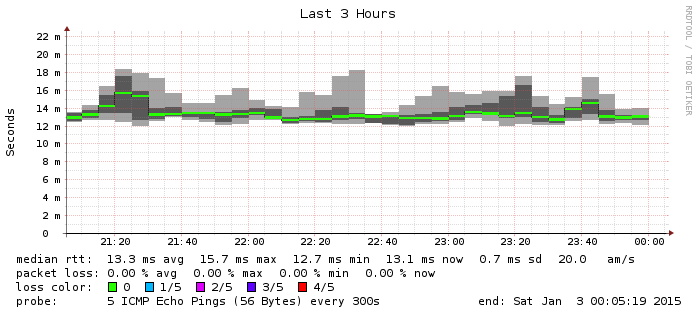 Last 3 Hours
RRDTOOL / TOBI OETIKER
Seconds
22 m
20 m
18 m
16 m
14 m
12 m
10 m
8 m
6 m
4 m
2 m
0
21:20 21:40 22:00 22:20 22:40 23:00 23:20 23:40 00:00
median rtt: 13.3 ms avg 15.7 ms max 12.7 ms min 13.1 ms now 0.7 ms sd 20.0 am/s
packet loss: 0.00 % avg 0.00 % max 0.00 % min 0.00 % now
loss color: 0 1/5 2/5 3/5 4/5
probe: 5 ICMP Echo Pings (56 Bytes) every 300s end: Sat Jan 3 00:05:19 2015